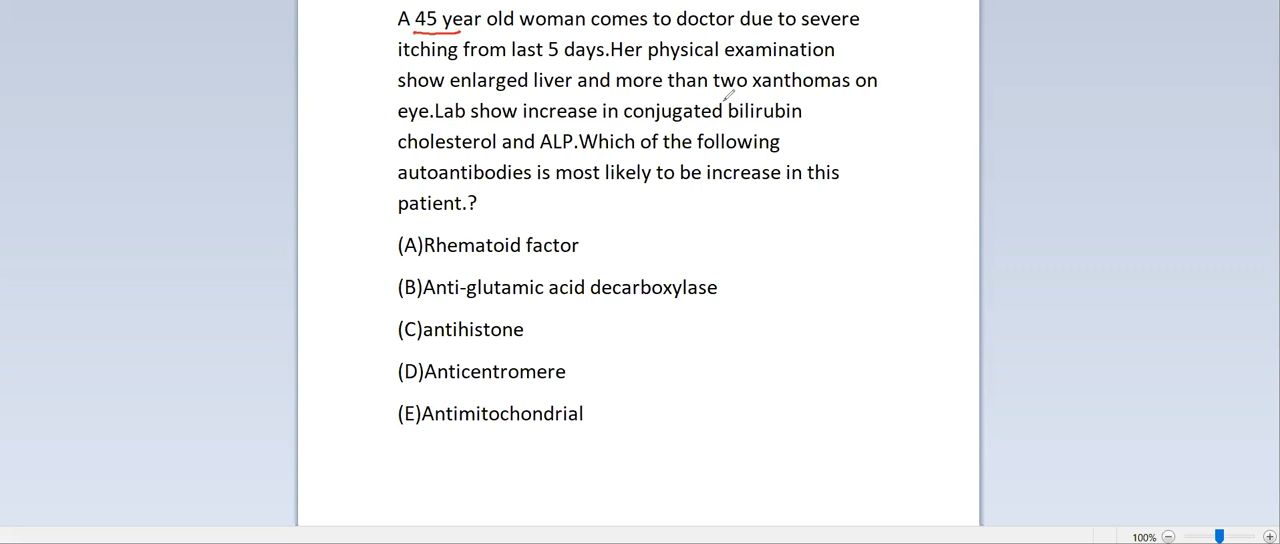 A 45 year old woman comes to doctor due to severe
itching from last 5 days.Her physical examination
show enlarged liver and more than two xanthomas on
eye.Lab show increase in conjugated bilirubin
cholesterol and ALP.Which of the following
autoantibodies is most likely to be increase in this
patient.?
(A)Rhematoid factor
(B)Anti-glutamic acid decarboxylase
(C)antihistone
(D)Anticentromere
(E)Antimitochondrial
100%